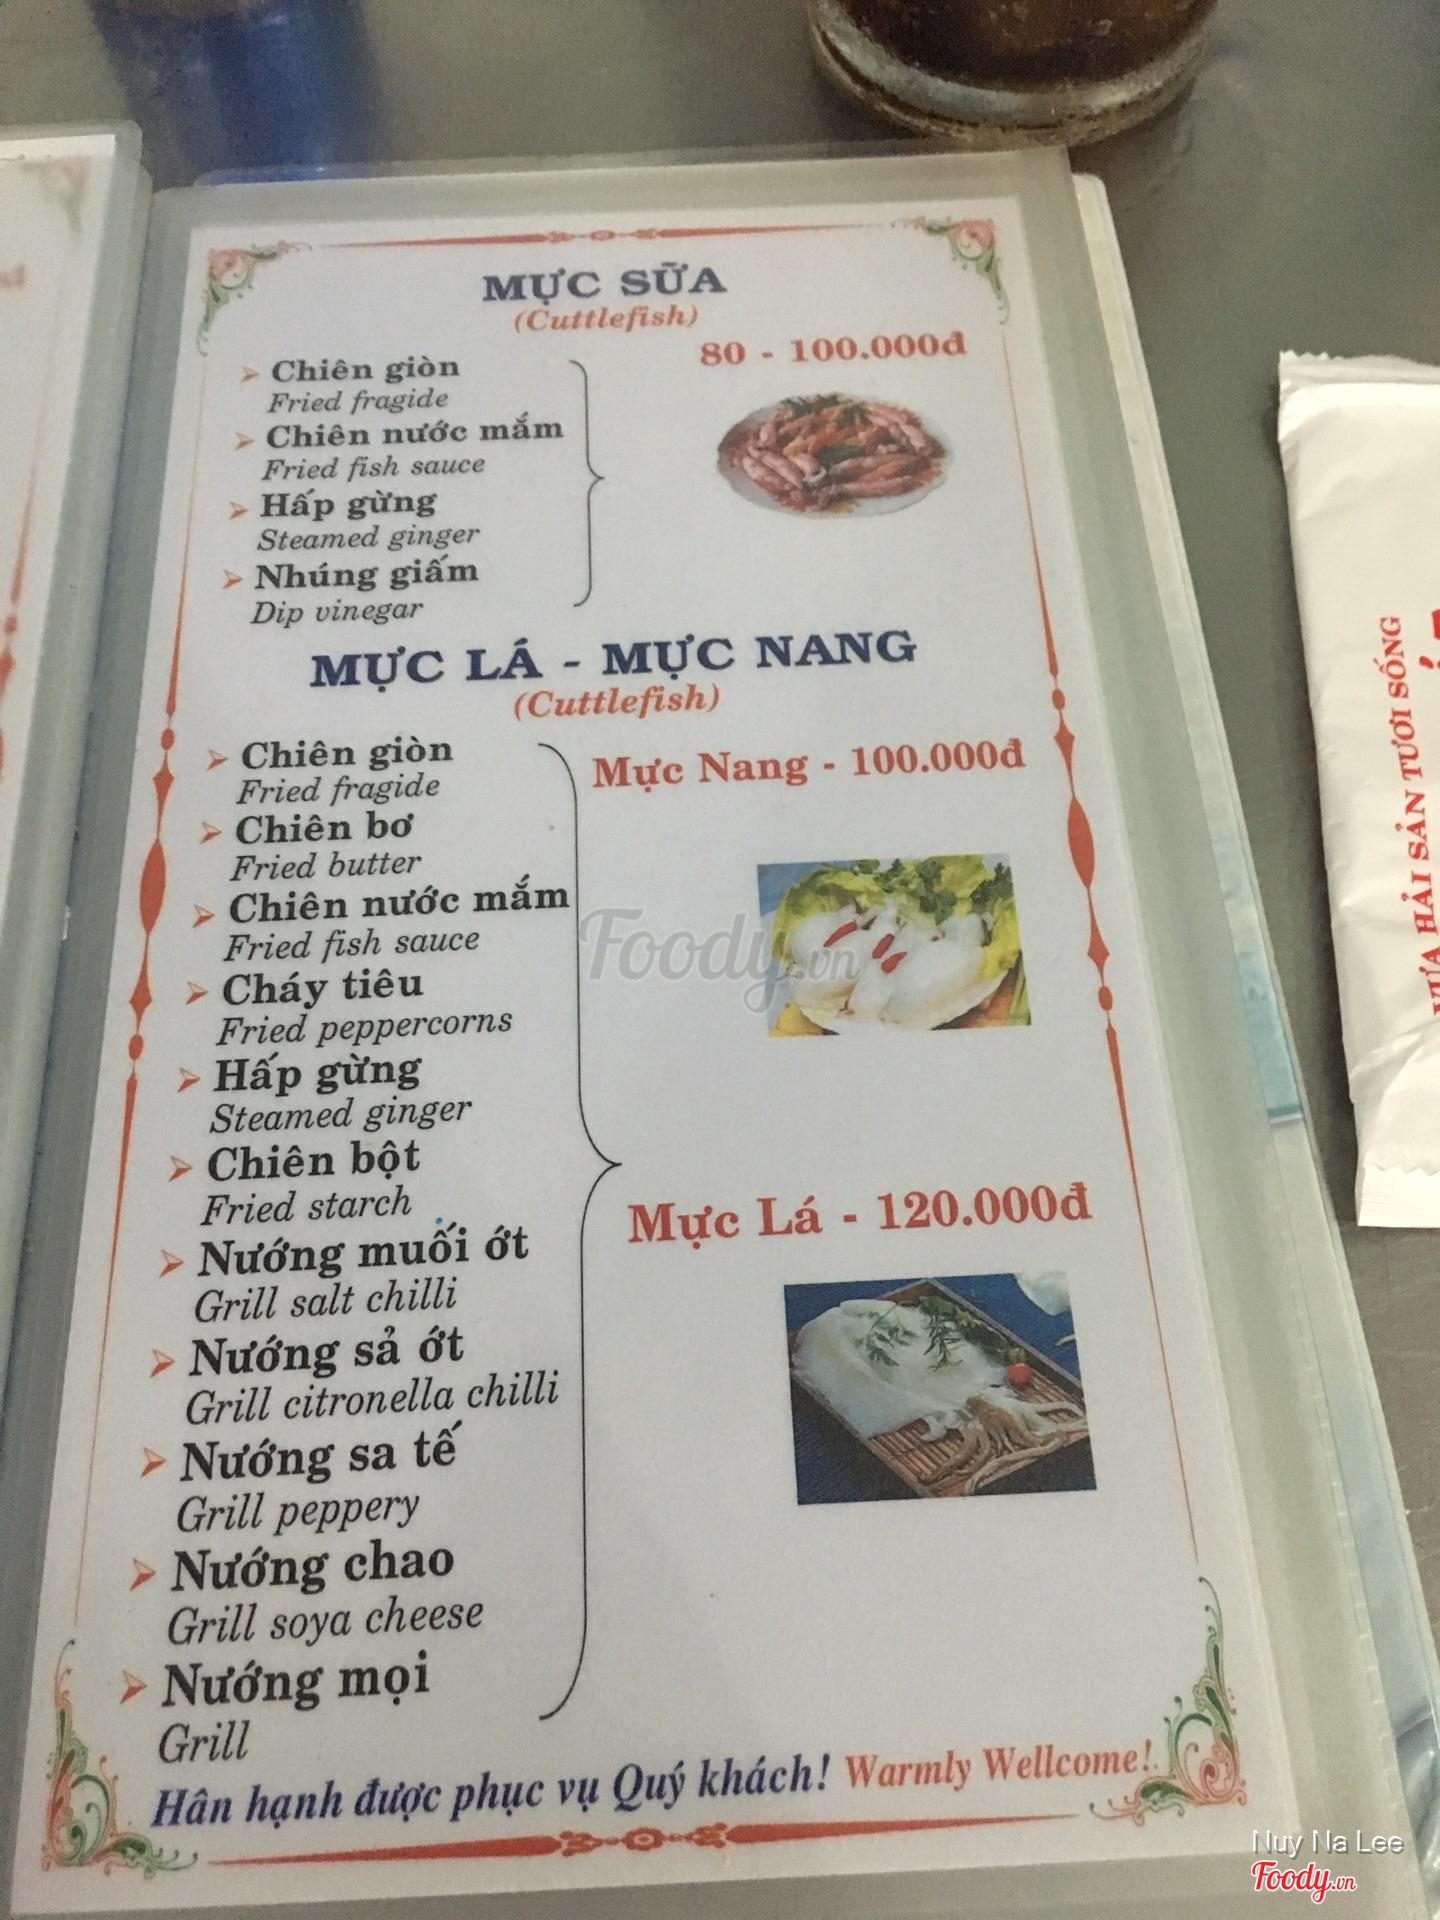 MỰC SỮA
(Cuttlefish)
80 - 100.000đ
Chiên giòn
Fried fragide
Chiên nước mắm
Fried fish sauce
Hấp gừng
Steamed ginger
Nhúng giấm
Dip vinegar
MỰC LÁ - MỰC NANG
(Cuttlefish)
Mực Nang - 100.000đ
Chiên giòn
Fried fragide
Chiên bơ
Fried butter
Chiên nước mắm
Fried fish sauce
Cháy tiêu
Fried peppercorns
Hấp gừng
Steamed ginger
Chiên bột
Fried starch
Mực Lá - 120.000đ
Nướng muối ớt
Grill salt chilli
Nướng sả ớt
Grill citronella chilli
Nướng sa tế
Grill peppery
Nướng chao
Grill soya cheese
Nướng mọi
Grill
Hân hạnh được phục vụ Quý khách! Warmly Wellcome!
Foody.vn
HẢI SẢN TƯƠI SỐNG
Nuy Na Lee
Foody.vn